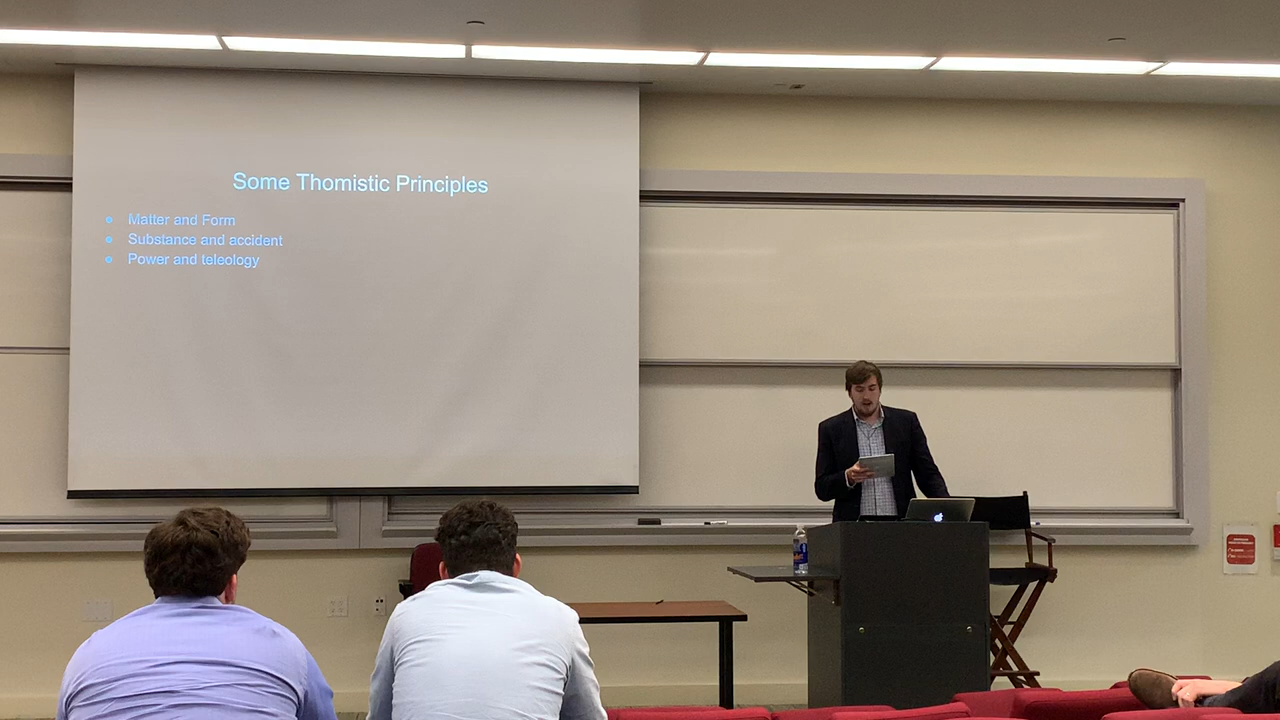 Some Thomistic Principles
Matter and Form
Substance and accident
Power and teleology